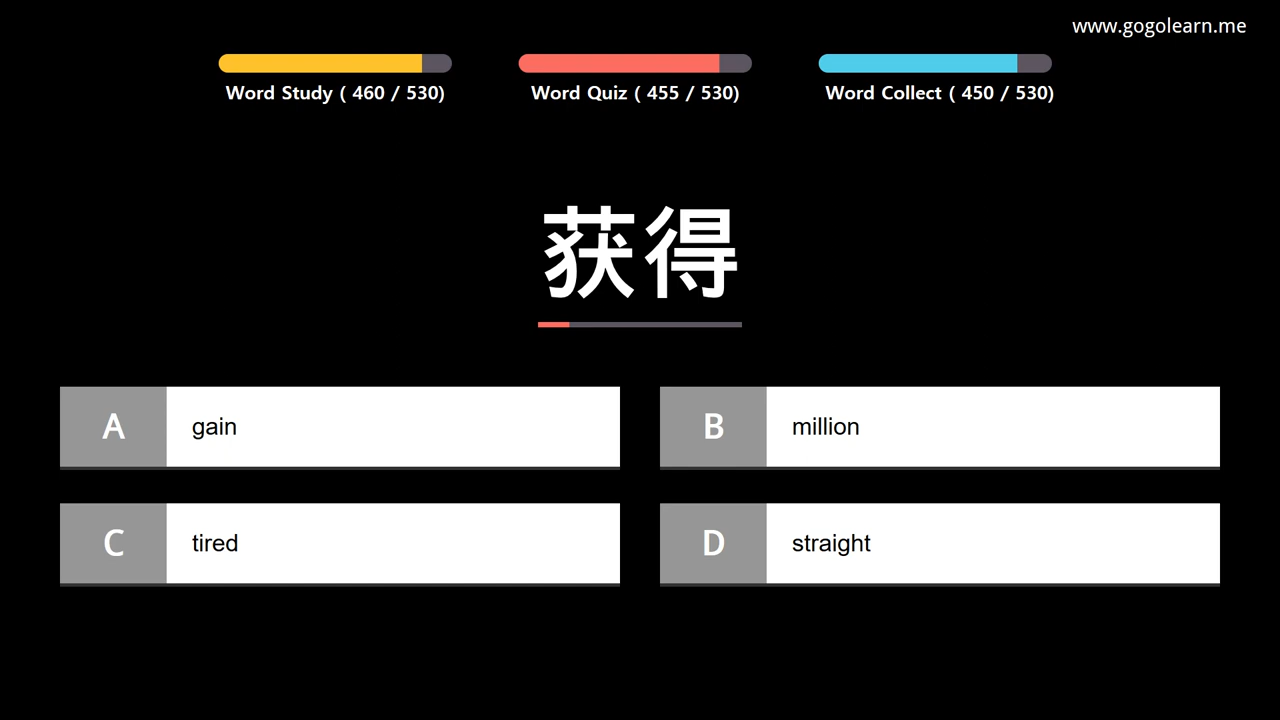 www.gogolearn.me
Word Study ( 460 / 530)
Word Quiz ( 455 / 530)
Word Collect ( 450 / 530)
获得
A gain
B million
C tired
D straight